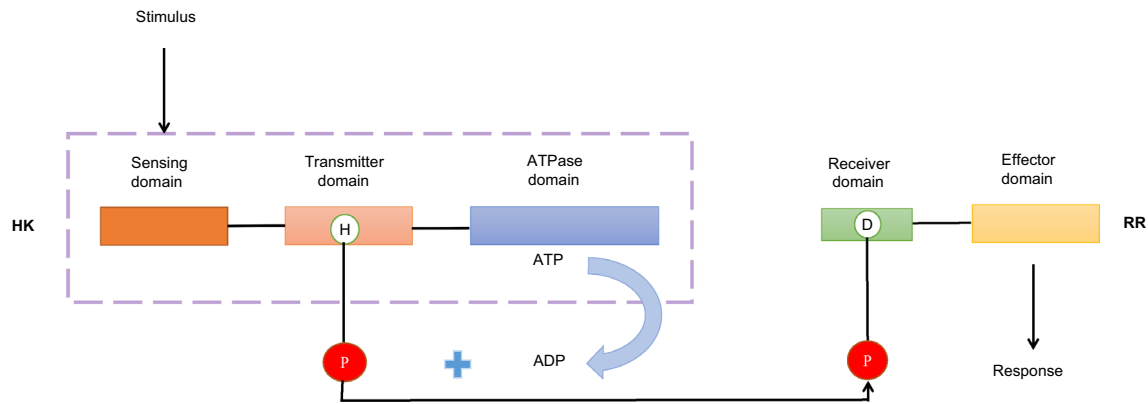 Stimulus
Sensing
domain
Transmitter
domain
ATPase
domain
Receiver
domain
Effector
domain
HK
H
D
RR
ATP
P
ADP
P
Response